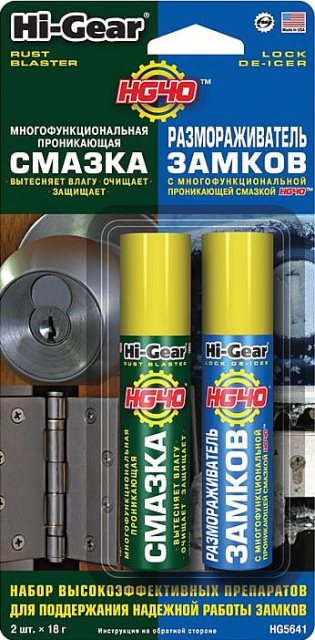 Hi-Gear®
RUST
BLASTER
LOCK
DE-ICER
Made in USA
HG40™
МНОГОФУНКЦИОНАЛЬНАЯ
ПРОНИКАЮЩАЯ
СМАЗКА
ВЫТЕСНЯЕТ ВЛАГУ · ОЧИЩАЕТ ·
ЗАЩИЩАЕТ
РАЗМОРАЖИВАТЕЛЬ
ЗАМКОВ
С МНОГОФУНКЦИОНАЛЬНОЙ
ПРОНИКАЮЩЕЙ СМАЗКОЙ HG40™
Hi-Gear®
RUST BLASTER
HG40
МНОГОФУНКЦИОНАЛЬНАЯ
ПРОНИКАЮЩАЯ
СМАЗКА
ВЫТЕСНЯЕТ ВЛАГУ
ОЧИЩАЕТ · ЗАЩИЩАЕТ
Hi-Gear®
LOCK DE-ICER
HG40
РАЗМОРАЖИВАТЕЛЬ
ЗАМКОВ
С МНОГОФУНКЦИОНАЛЬНОЙ
ПРОНИКАЮЩЕЙ СМАЗКОЙ HG40
НАБОР ВЫСОКОЭФФЕКТИВНЫХ ПРЕПАРАТОВ
ДЛЯ ПОДДЕРЖАНИЯ НАДЕЖНОЙ РАБОТЫ ЗАМКОВ
2 шт. × 18 г
Инструкция на обратной стороне
HG5641